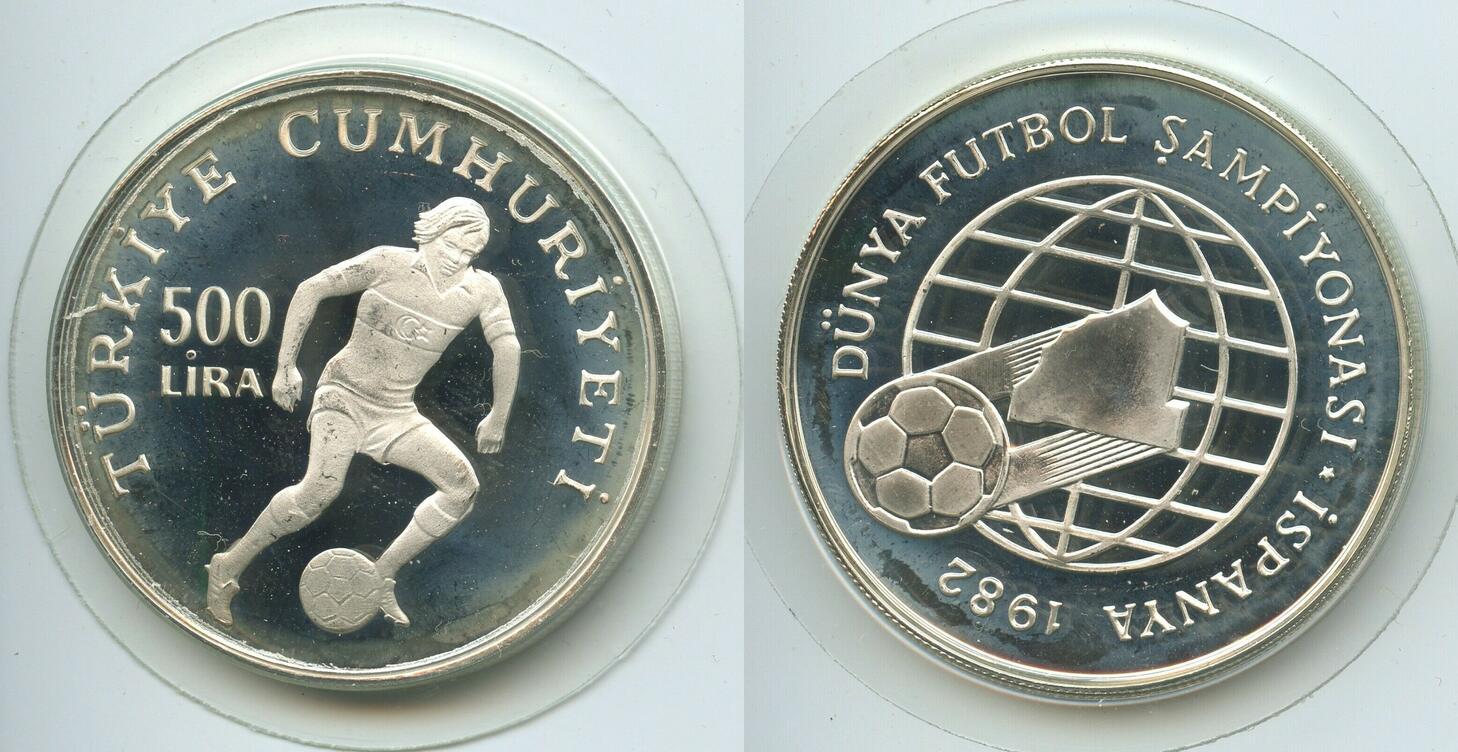 TÜRKİYE CUMHURİYETİ
500
LİRA
DÜNYA FUTBOL ŞAMPİYONASI * İSPANYA 1982